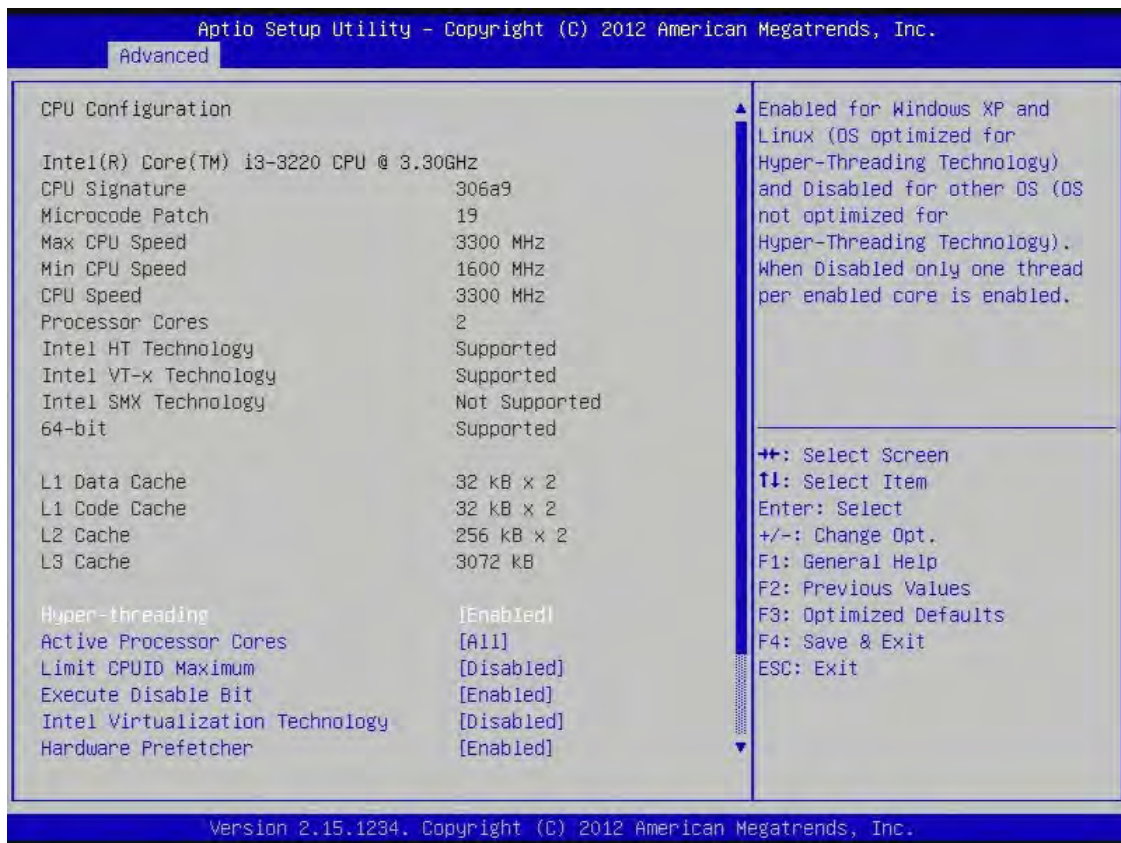 Aptio Setup Utility – Copyright (C) 2012 American Megatrends, Inc.
Advanced
CPU Configuration
Intel(R) Core(TM) i3-3220 CPU @ 3.30GHz
CPU Signature 306a9
Microcode Patch 19
Max CPU Speed 3300 MHz
Min CPU Speed 1600 MHz
CPU Speed 3300 MHz
Processor Cores 2
Intel HT Technology Supported
Intel VT-x Technology Supported
Intel SMX Technology Not Supported
64-bit Supported
L1 Data Cache 32 kB x 2
L1 Code Cache 32 kB x 2
L2 Cache 256 kB x 2
L3 Cache 3072 kB
Hyper-threading [Enabled]
Active Processor Cores [All]
Limit CPUID Maximum [Disabled]
Execute Disable Bit [Enabled]
Intel Virtualization Technology [Disabled]
Hardware Prefetcher [Enabled]
Enabled for Windows XP and
Linux (OS optimized for
Hyper-Threading Technology)
and Disabled for other OS (OS
not optimized for
Hyper-Threading Technology).
When Disabled only one thread
per enabled core is enabled.
→←: Select Screen
↑↓: Select Item
Enter: Select
+/-: Change Opt.
F1: General Help
F2: Previous Values
F3: Optimized Defaults
F4: Save & Exit
ESC: Exit
Version 2.15.1234. Copyright (C) 2012 American Megatrends, Inc.